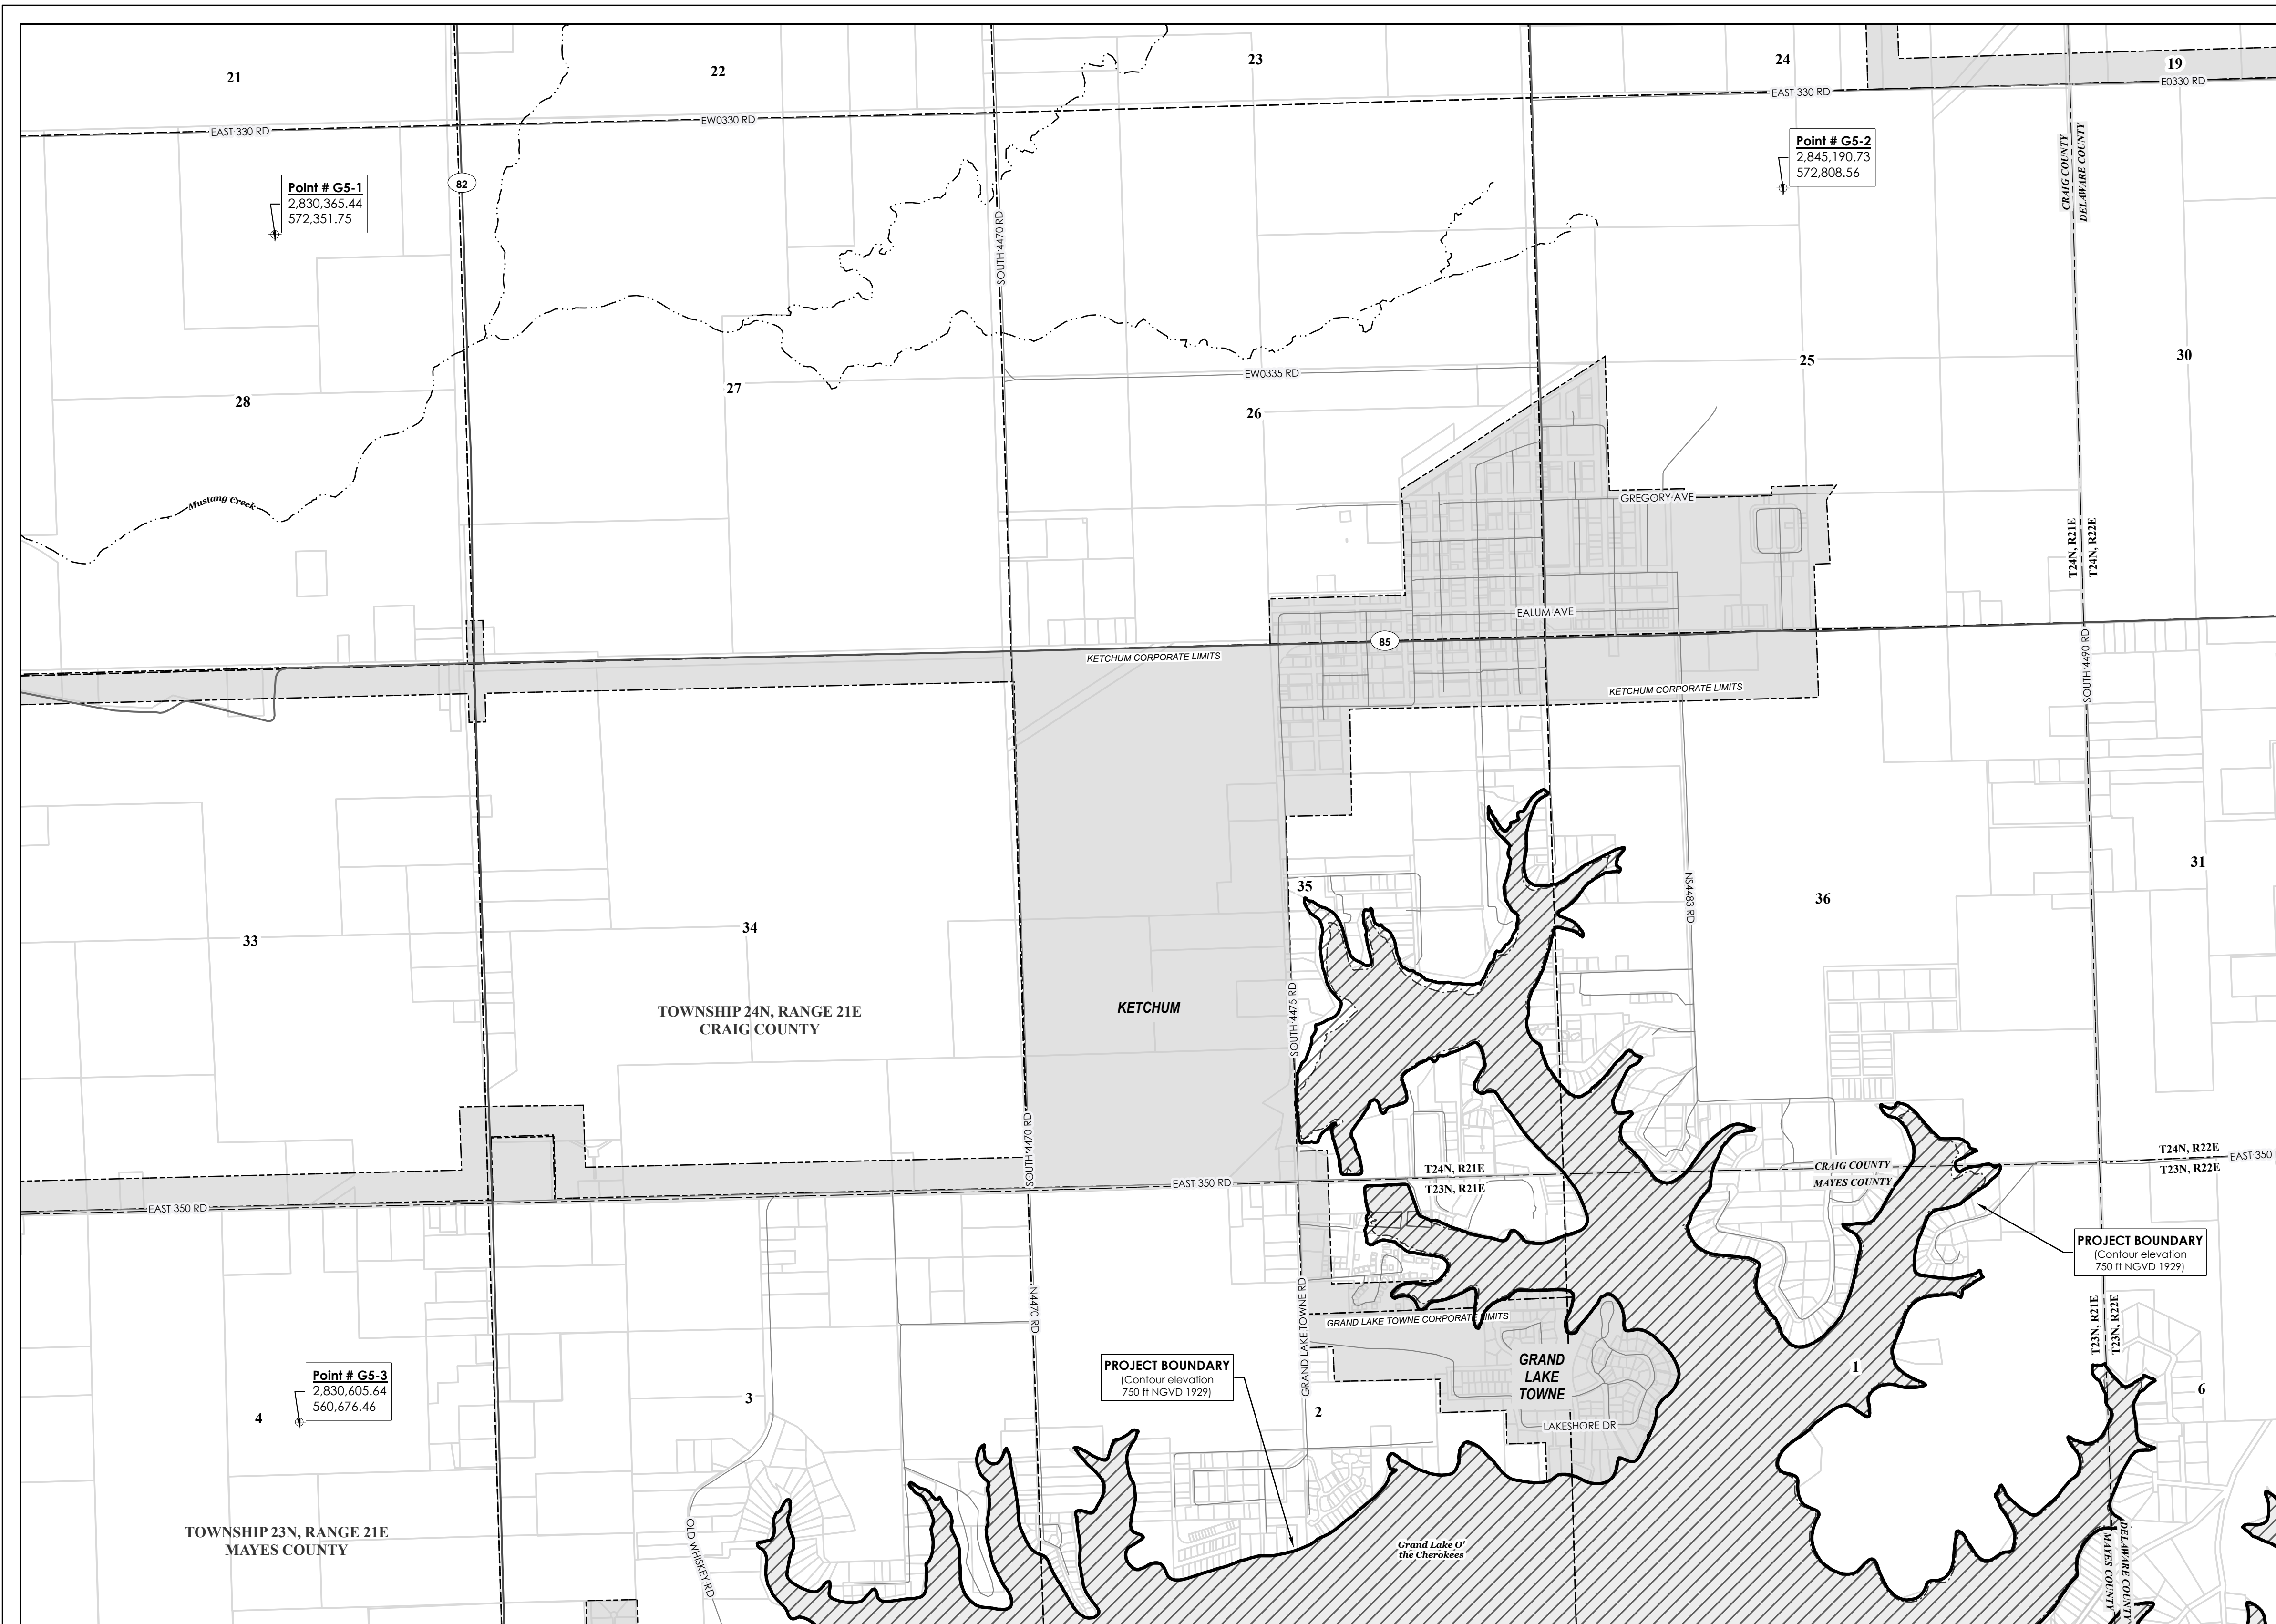 21
22
23
24
19
EAST 330 RD
EW0330 RD
EAST 330 RD
E0330 RD
Point # G5-1
2,830,365.44
572,351.75
82
SOUTH 4470 RD
Point # G5-2
2,845,190.73
572,808.56
CRAIG COUNTY
DELAWARE COUNTY
28
27
EW0335 RD
26
25
30
Mustang Creek
GREGORY AVE
T24N, R21E
T24N, R22E
EALUM AVE
85
KETCHUM CORPORATE LIMITS
KETCHUM CORPORATE LIMITS
SOUTH 4490 RD
33
34
35
NS4483 RD
36
31
TOWNSHIP 24N, RANGE 21E
CRAIG COUNTY
KETCHUM
SOUTH 4475 RD
SOUTH 4470 RD
T24N, R21E
T23N, R21E
CRAIG COUNTY
MAYES COUNTY
T24N, R22E
T23N, R22E
EAST 350
EAST 350 RD
EAST 350 RD
PROJECT BOUNDARY
(Contour elevation
750 ft NGVD 1929)
N4470 RD
GRAND LAKE TOWNE RD
GRAND LAKE TOWNE CORPORATE LIMITS
T23N, R21E
T23N, R22E
Point # G5-3
2,830,605.64
560,676.46
4
3
PROJECT BOUNDARY
(Contour elevation
750 ft NGVD 1929)
2
GRAND
LAKE
TOWNE
LAKESHORE DR
1
6
TOWNSHIP 23N, RANGE 21E
MAYES COUNTY
OLD WHISKEY RD
Grand Lake O'
the Cherokees
MAYES COUNTY
DELAWARE COUNTY